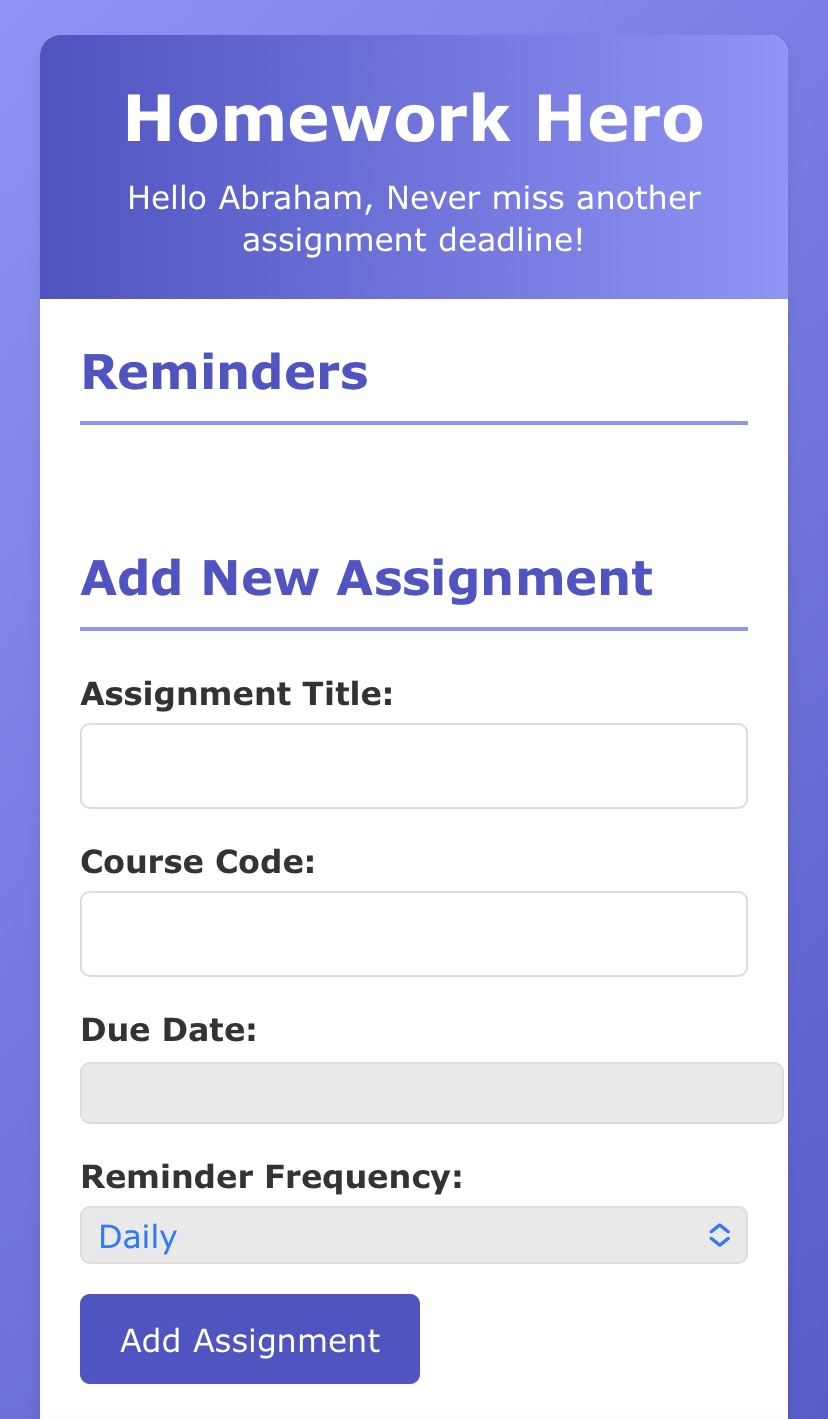 Homework Hero
Hello Abraham, Never miss another
assignment deadline!
Reminders
Add New Assignment
Assignment Title:
Course Code:
Due Date:
Reminder Frequency:
Daily
Add Assignment